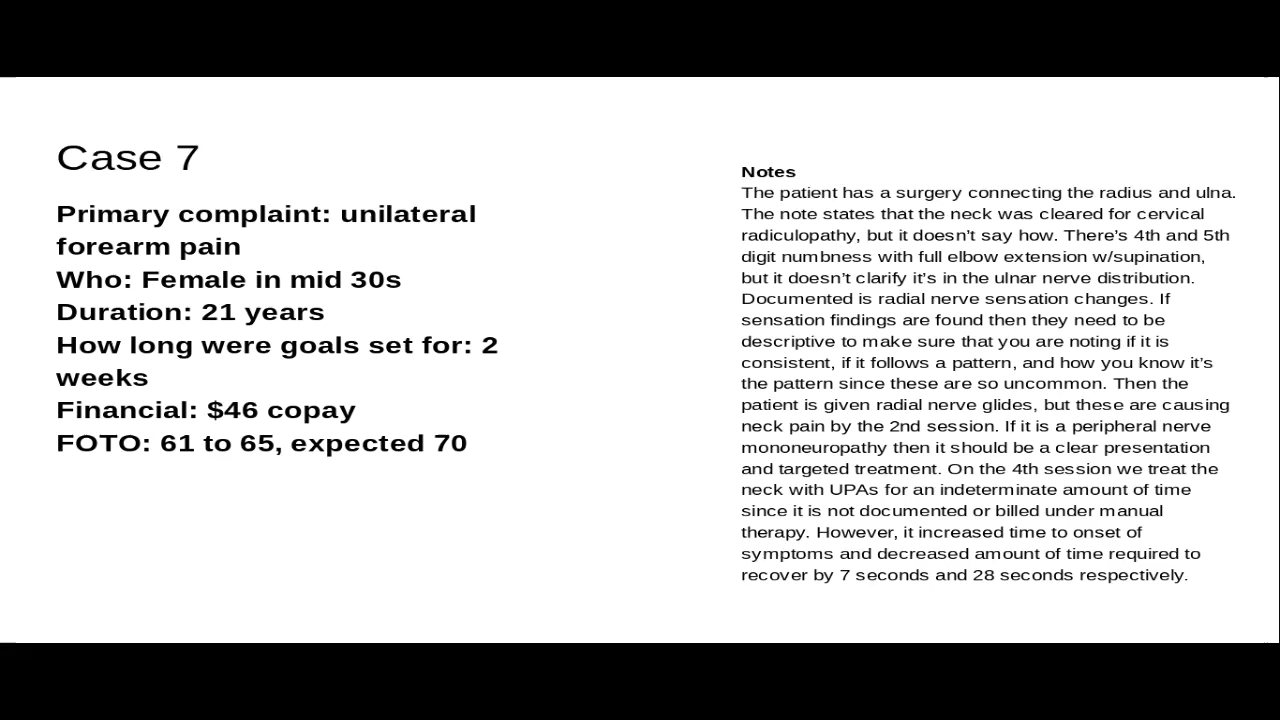 Case 7
Primary complaint: unilateral
forearm pain
Who: Female in mid 30s
Duration: 21 years
How long were goals set for: 2
weeks
Financial: $46 copay
FOTO: 61 to 65, expected 70
Notes
The patient has a surgery connecting the radius and ulna.
The note states that the neck was cleared for cervical
radiculopathy, but it doesn’t say how. There’s 4th and 5th
digit numbness with full elbow extension w/supination,
but it doesn’t clarify it’s in the ulnar nerve distribution.
Documented is radial nerve sensation changes. If
sensation findings are found then they need to be
descriptive to make sure that you are noting if it is
consistent, if it follows a pattern, and how you know it’s
the pattern since these are so uncommon. Then the
patient is given radial nerve glides, but these are causing
neck pain by the 2nd session. If it is a peripheral nerve
mononeuropathy then it should be a clear presentation
and targeted treatment. On the 4th session we treat the
neck with UPAs for an indeterminate amount of time
since it is not documented or billed under manual
therapy. However, it increased time to onset of
symptoms and decreased amount of time required to
recover by 7 seconds and 28 seconds respectively.